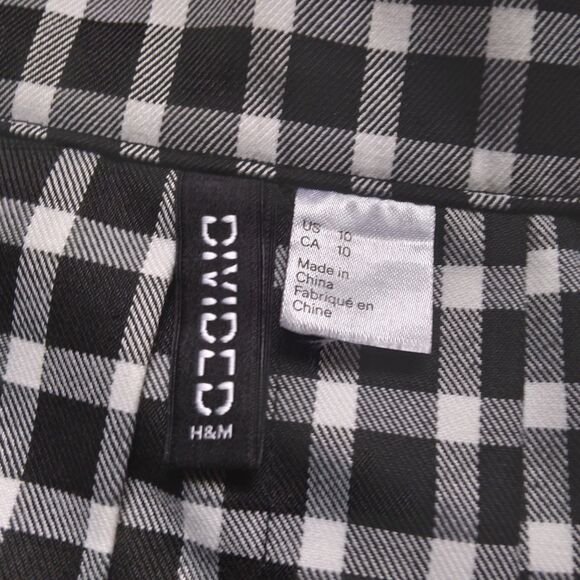 DIVIDED
H&M
US 10
CA 10
Made in
China
Fabriqué en
Chine